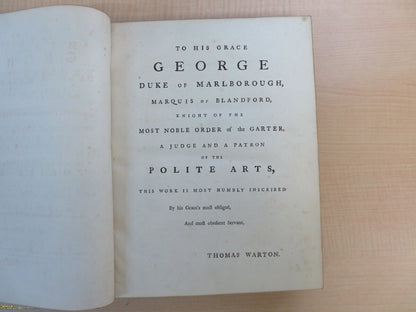 TO HIS GRACE
GEORGE
DUKE OF MARLBOROUGH,
MARQUIS OF BLANDFORD,
KNIGHT OF THE
MOST NOBLE ORDER of the GARTER,
A JUDGE AND A PATRON
OF THE
POLITE ARTS,
THIS WORK IS MOST HUMBLY INSCRIBED
By his Grace's moſt obliged,
And moſt obedient Servant,
THOMAS WARTON.